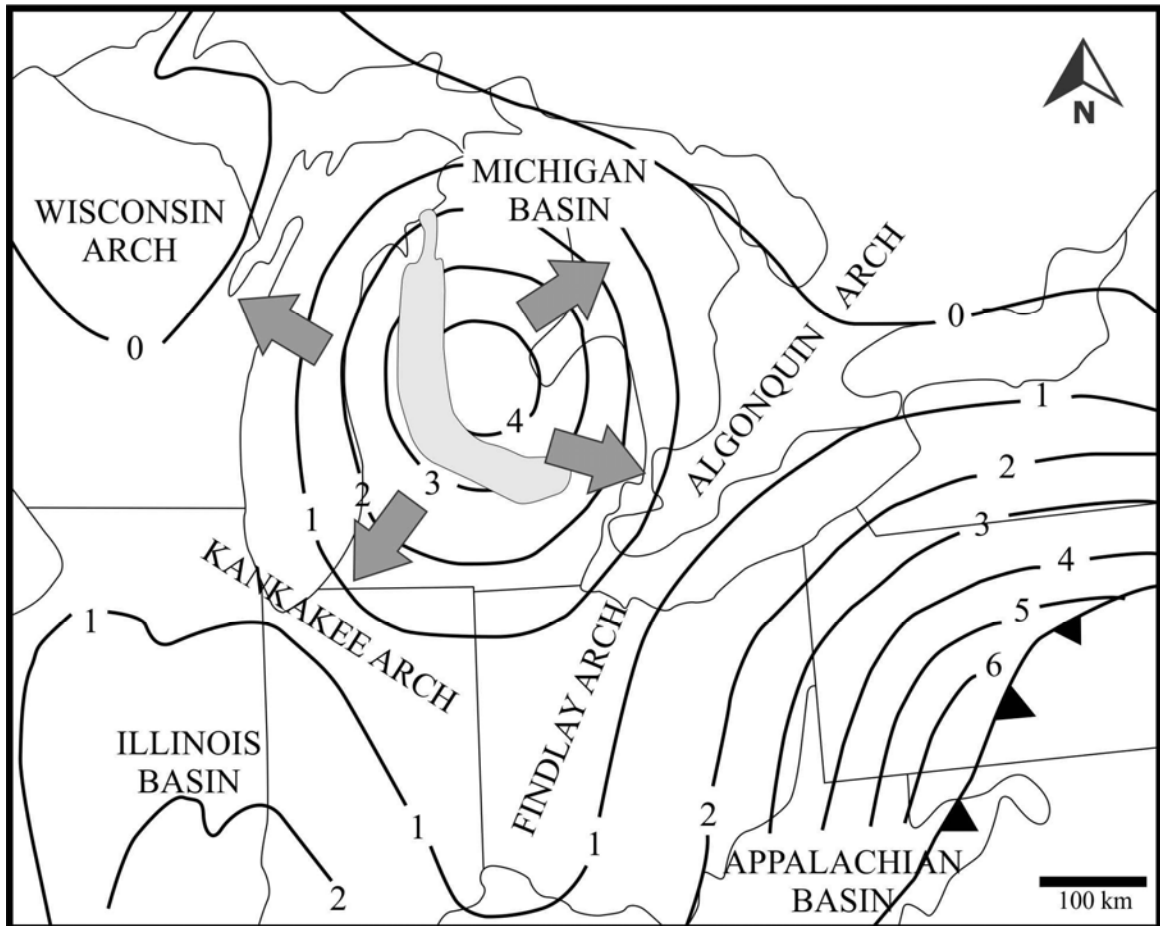 N
MICHIGAN
BASIN
WISCONSIN
ARCH
ALGONQUIN ARCH
0
0
4
3
2
1
1
2
3
4
5
6
KANKAKEE ARCH
FINDLAY ARCH
1
ILLINOIS
BASIN
1
1
2
2
APPALACHIAN
BASIN
100 km